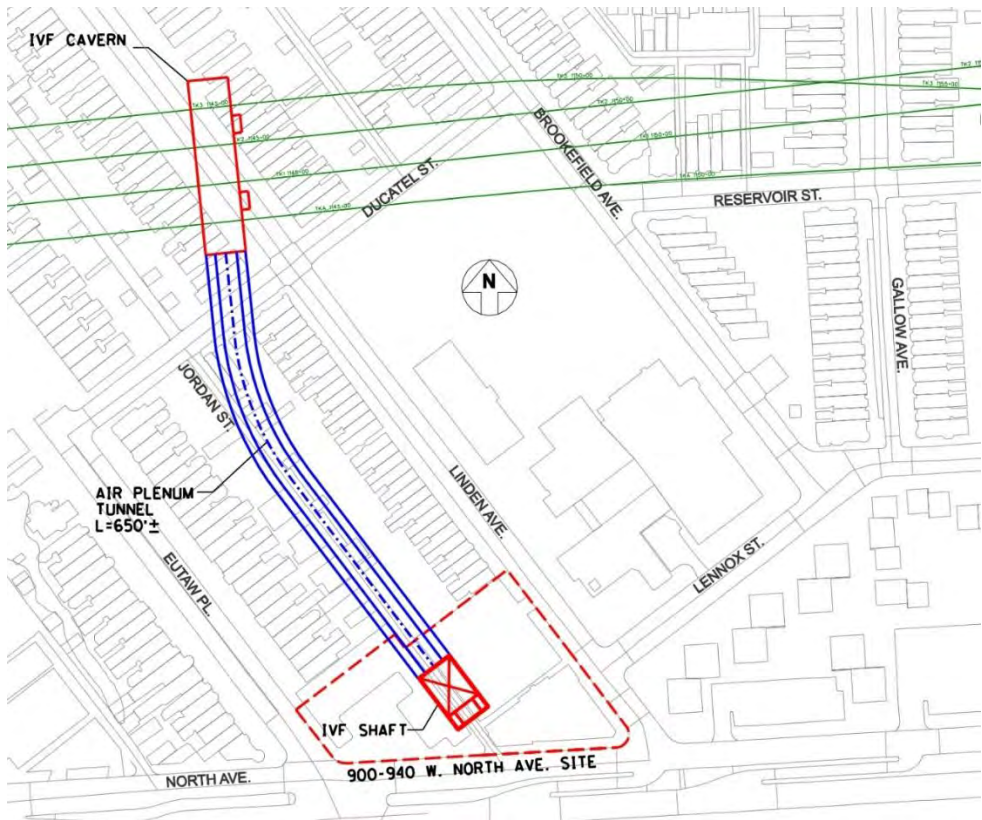 IVF CAVERN
BROOKEFIELD AVE.
DUCATEL ST.
RESERVOIR ST.
N
GALLOW AVE.
JORDAN ST.
LINDEN AVE.
AIR PLENUM
TUNNEL
L=650'±
EUTAW PL.
LENNOX ST.
IVF SHAFT
900-940 W. NORTH AVE. SITE
NORTH AVE.